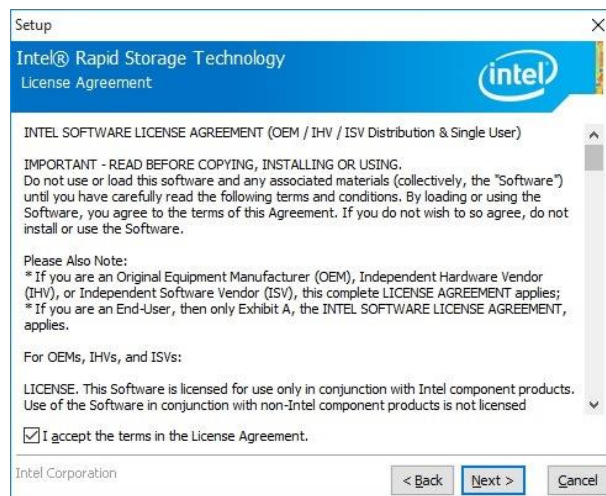 Setup
Intel® Rapid Storage Technology
License Agreement
intel
INTEL SOFTWARE LICENSE AGREEMENT (OEM / IHV / ISV Distribution & Single User)
IMPORTANT - READ BEFORE COPYING, INSTALLING OR USING.
Do not use or load this software and any associated materials (collectively, the "Software")
until you have carefully read the following terms and conditions. By loading or using the
Software, you agree to the terms of this Agreement. If you do not wish to so agree, do not
install or use the Software.
Please Also Note:
* If you are an Original Equipment Manufacturer (OEM), Independent Hardware Vendor
(IHV), or Independent Software Vendor (ISV), this complete LICENSE AGREEMENT applies;
* If you are an End-User, then only Exhibit A, the INTEL SOFTWARE LICENSE AGREEMENT,
applies.
For OEMs, IHVs, and ISVs:
LICENSE. This Software is licensed for use only in conjunction with Intel component products.
Use of the Software in conjunction with non-Intel component products is not licensed
I accept the terms in the License Agreement.
Intel Corporation
< Back Next > Cancel